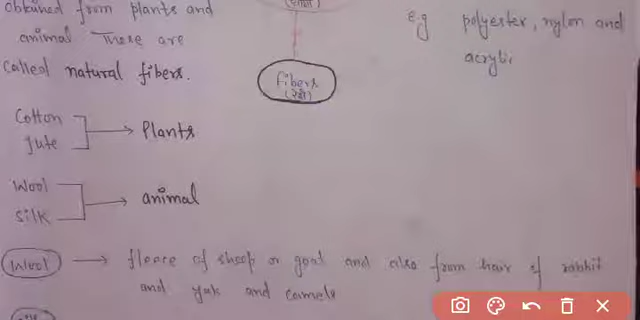 obtained from plants and
animal These are
called natural fibers.
fibers
(रेशे)
e.g polyester, nylon and
acrylic
Cotton
Jute
Plants
Wool
Silk
animal
Wool
fleece of sheep or goat and also from hair of rabbit
and yak and camels